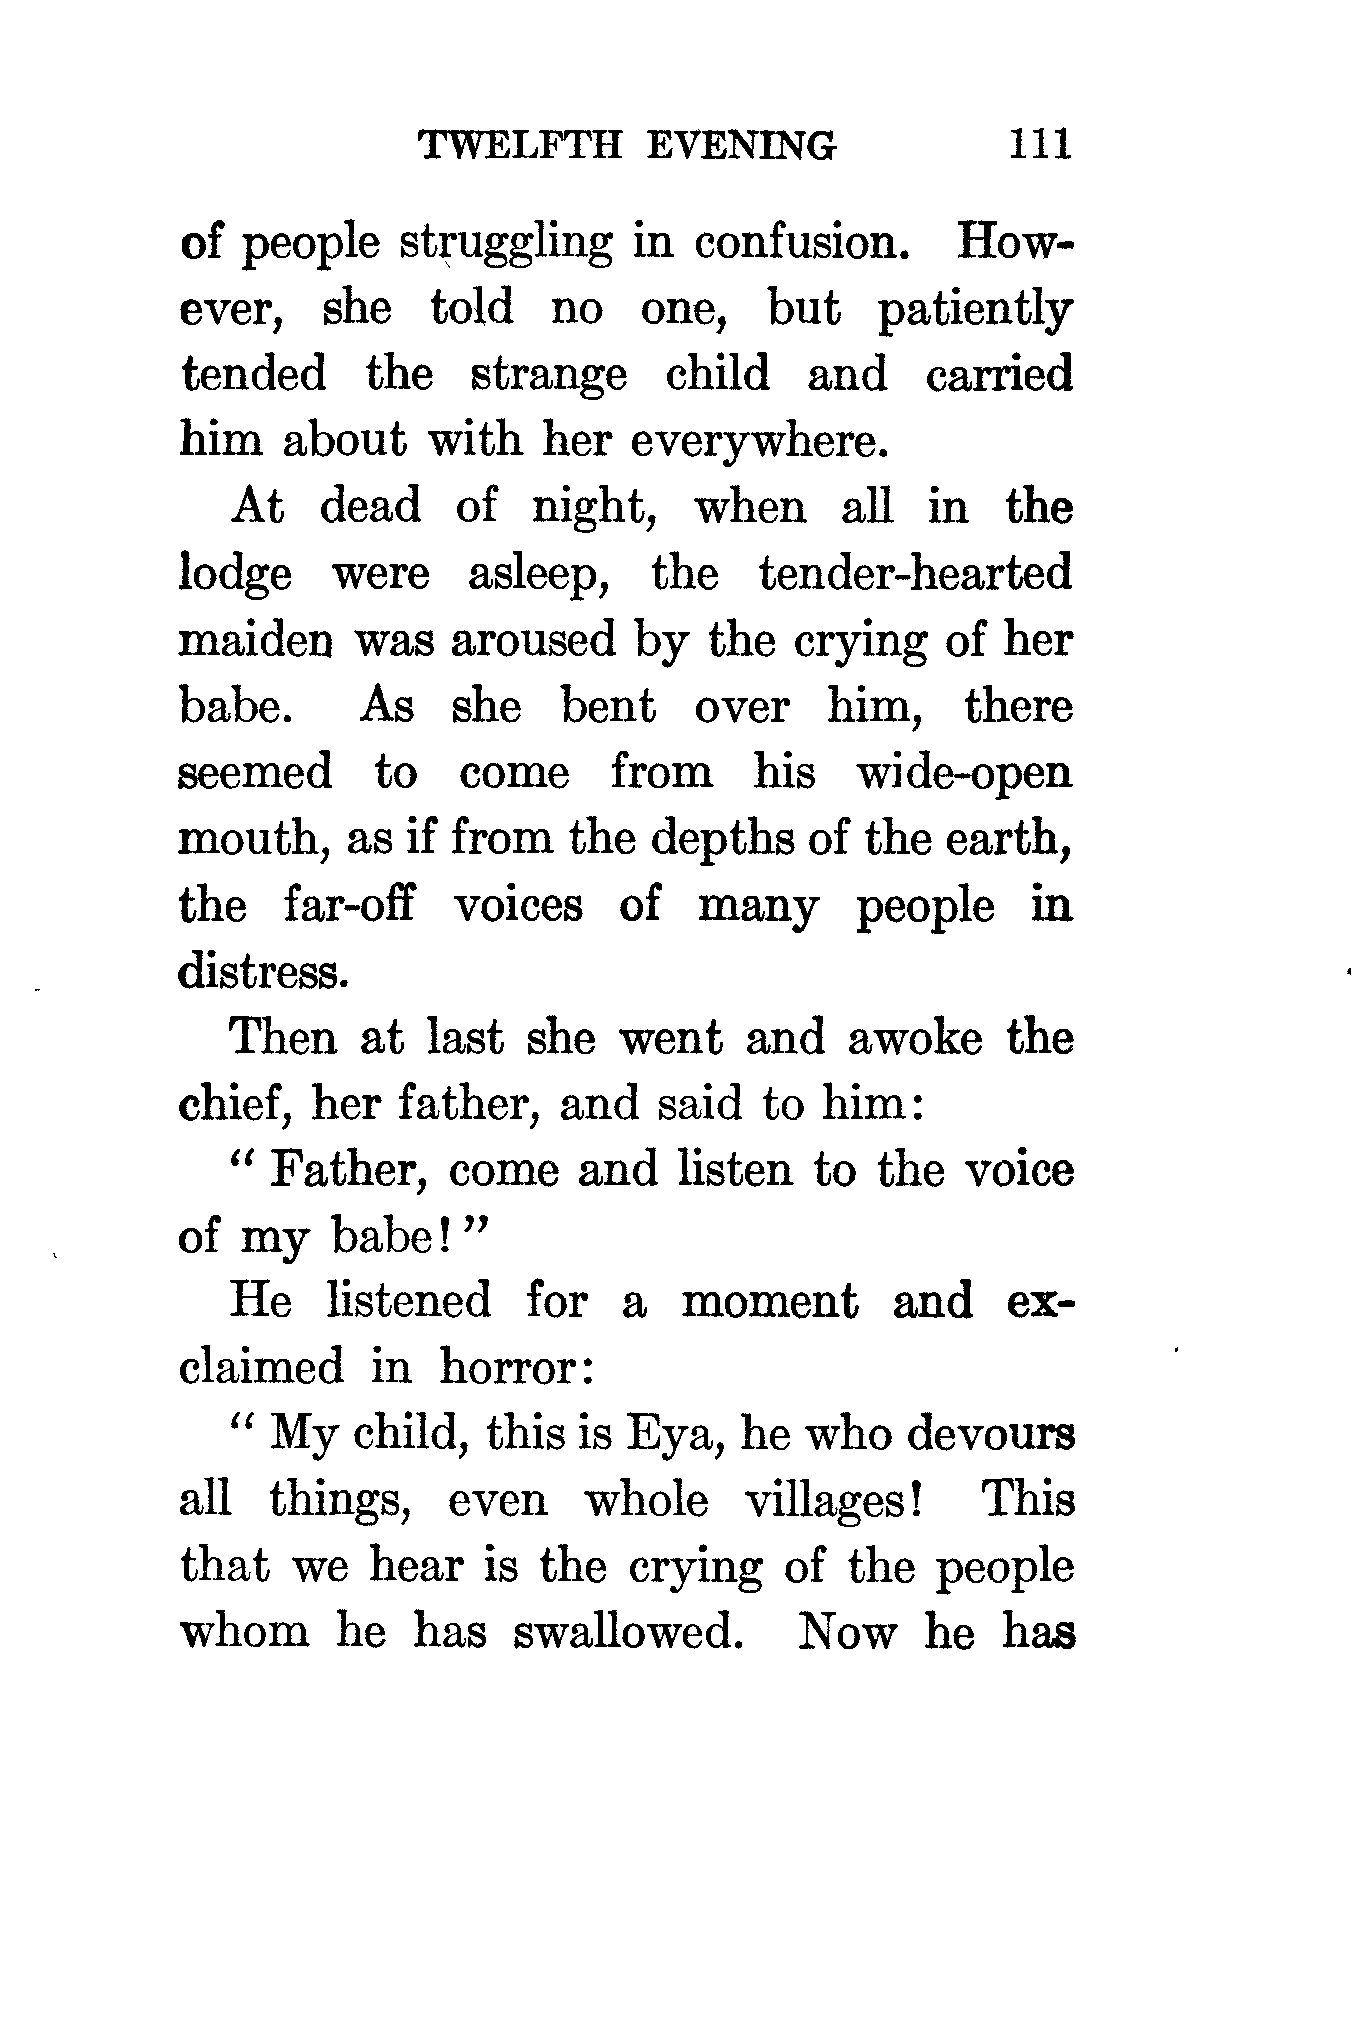 TWELFTH EVENING 111
of people struggling in confusion. How-
ever, she told no one, but patiently
tended the strange child and carried
him about with her everywhere.
At dead of night, when all in the
lodge were asleep, the tender-hearted
maiden was aroused by the crying of her
babe. As she bent over him, there
seemed to come from his wide-open
mouth, as if from the depths of the earth,
the far-off voices of many people in
distress.
Then at last she went and awoke the
chief, her father, and said to him:
" Father, come and listen to the voice
of my babe! "
He listened for a moment and ex-
claimed in horror:
" My child, this is Eya, he who devours
all things, even whole villages! This
that we hear is the crying of the people
whom he has swallowed. Now he has